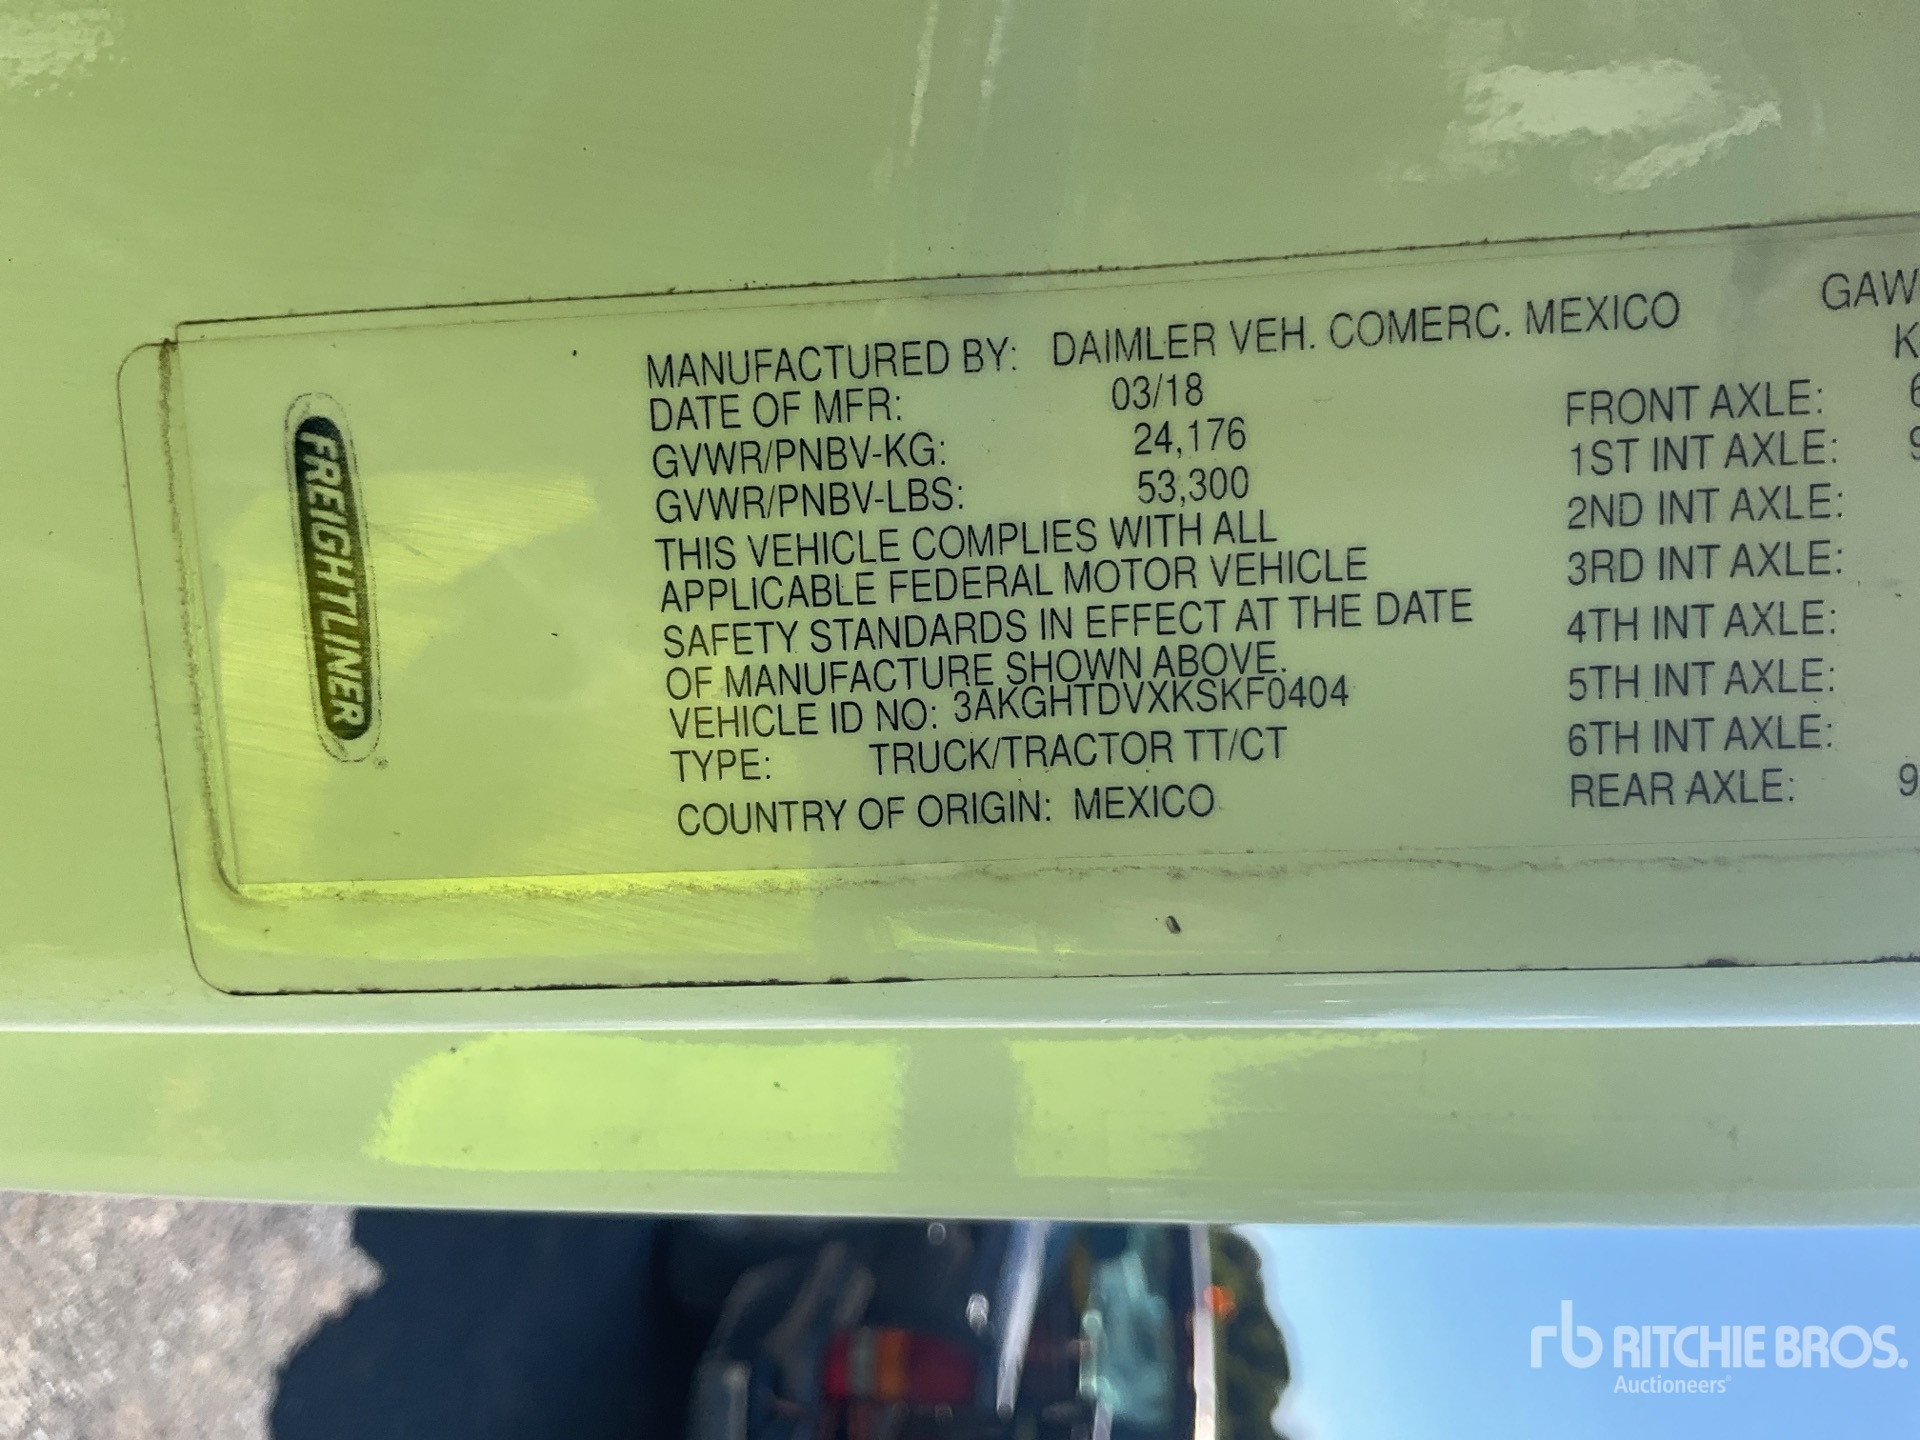 FREIGHTLINER
MANUFACTURED BY: DAIMLER VEH. COMERC. MEXICO
DATE OF MFR: 03/18
GVWR/PNBV-KG: 24,176
GVWR/PNBV-LBS: 53,300
THIS VEHICLE COMPLIES WITH ALL
APPLICABLE FEDERAL MOTOR VEHICLE
SAFETY STANDARDS IN EFFECT AT THE DATE
OF MANUFACTURE SHOWN ABOVE.
VEHICLE ID NO: 3AKGHTDVXKSKF0404
TYPE: TRUCK/TRACTOR TT/CT
COUNTRY OF ORIGIN: MEXICO
GAW
K
FRONT AXLE: 6
1ST INT AXLE: 9
2ND INT AXLE:
3RD INT AXLE:
4TH INT AXLE:
5TH INT AXLE:
6TH INT AXLE:
REAR AXLE: 9
rb RITCHIE BROS.
Auctioneers